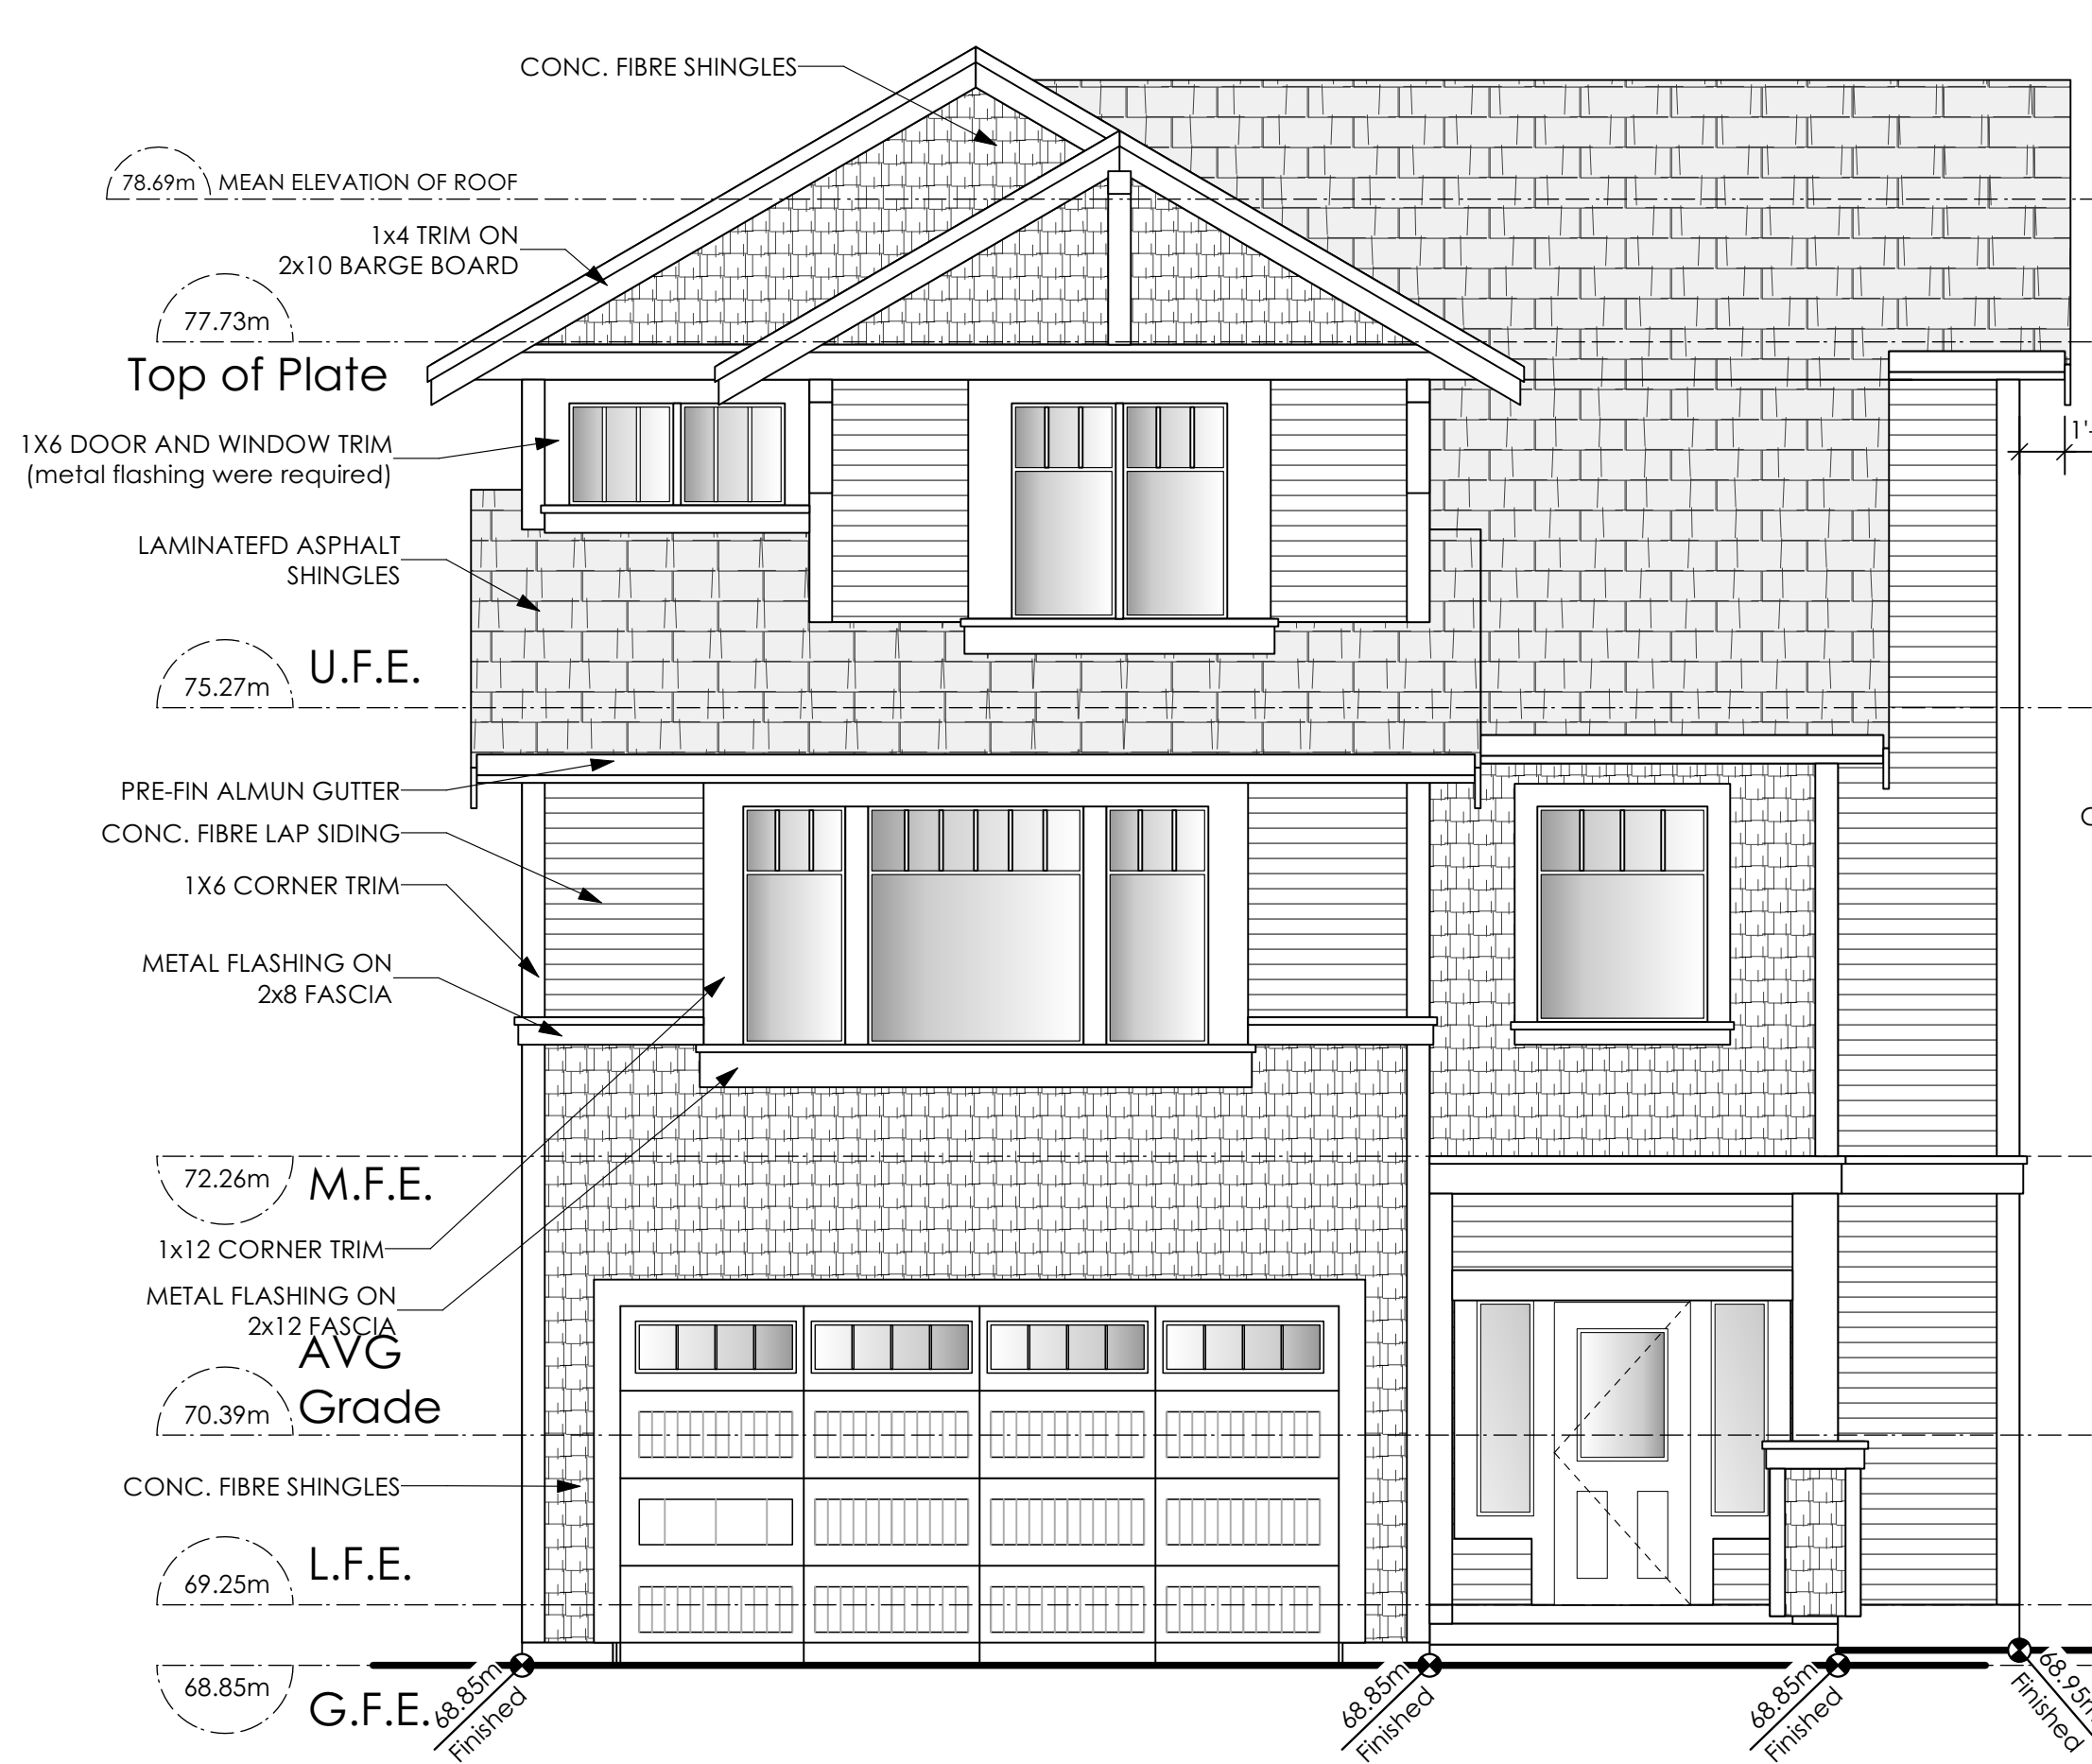 CONC. FIBRE SHINGLES
78.69m MEAN ELEVATION OF ROOF
1x4 TRIM ON
2x10 BARGE BOARD
77.73m
Top of Plate
1X6 DOOR AND WINDOW TRIM
(metal flashing were required)
1'-
LAMINATEFD ASPHALT
SHINGLES
U.F.E.
75.27m
PRE-FIN ALMUN GUTTER
CONC. FIBRE LAP SIDING
1X6 CORNER TRIM
METAL FLASHING ON
2x8 FASCIA
72.26m M.F.E.
1x12 CORNER TRIM
METAL FLASHING ON
2x12 FASCIA
AVG
Grade
70.39m
CONC. FIBRE SHINGLES
L.F.E.
69.25m
68.85m
G.F.E.
68.85m
Finished
68.85m
Finished
68.85m
Finished
68.95m
Finished